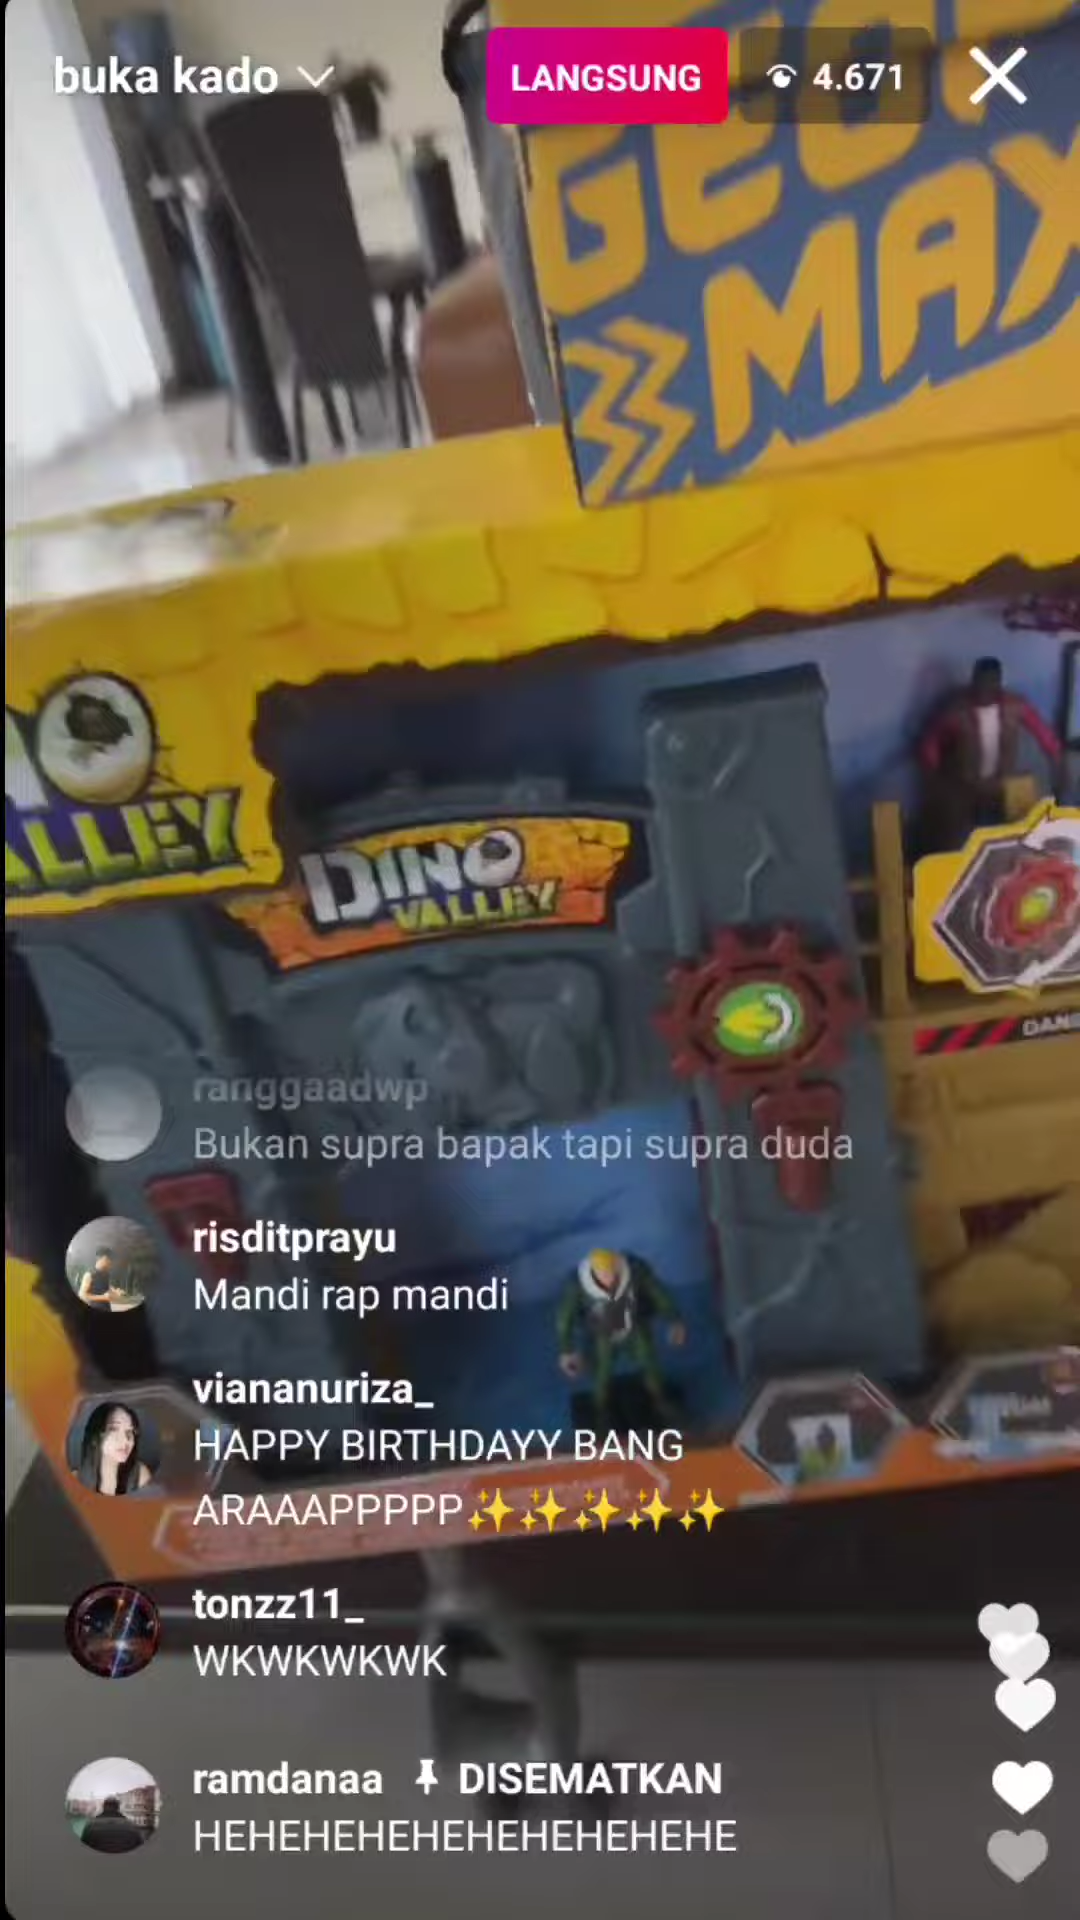 buka kado
LANGSUNG
4.671
GEO
MAX
ALLEY
DINO
VALLEY
ranggaadwp
Bukan supra bapak tapi supra duda
risditprayu
Mandi rap mandi
viananuriza_
HAPPY BIRTHDAYY BANG
ARAAAPPPPP✨✨✨✨✨
tonzz11_
WKWKWKWK
ramdanaa DISEMATKAN
HEHEHEHEHEHEHEHEHEHE